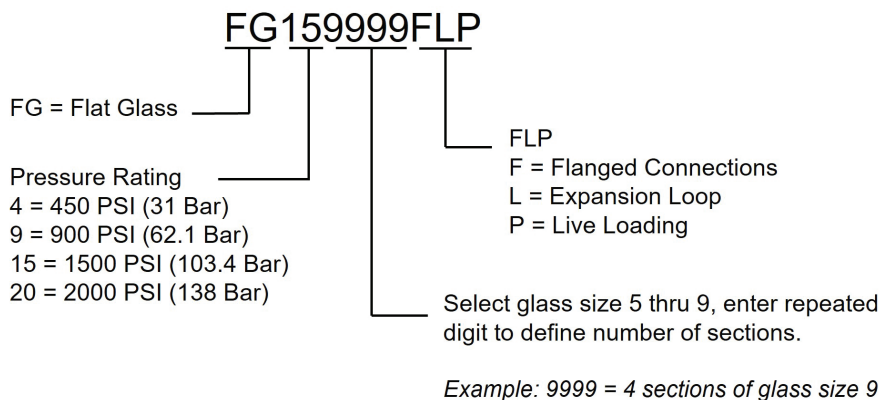 FG159999FLP
FG = Flat Glass
Pressure Rating
4 = 450 PSI (31 Bar)
9 = 900 PSI (62.1 Bar)
15 = 1500 PSI (103.4 Bar)
20 = 2000 PSI (138 Bar)
FLP
F = Flanged Connections
L = Expansion Loop
P = Live Loading
Select glass size 5 thru 9, enter repeated
digit to define number of sections.
Example: 9999 = 4 sections of glass size 9